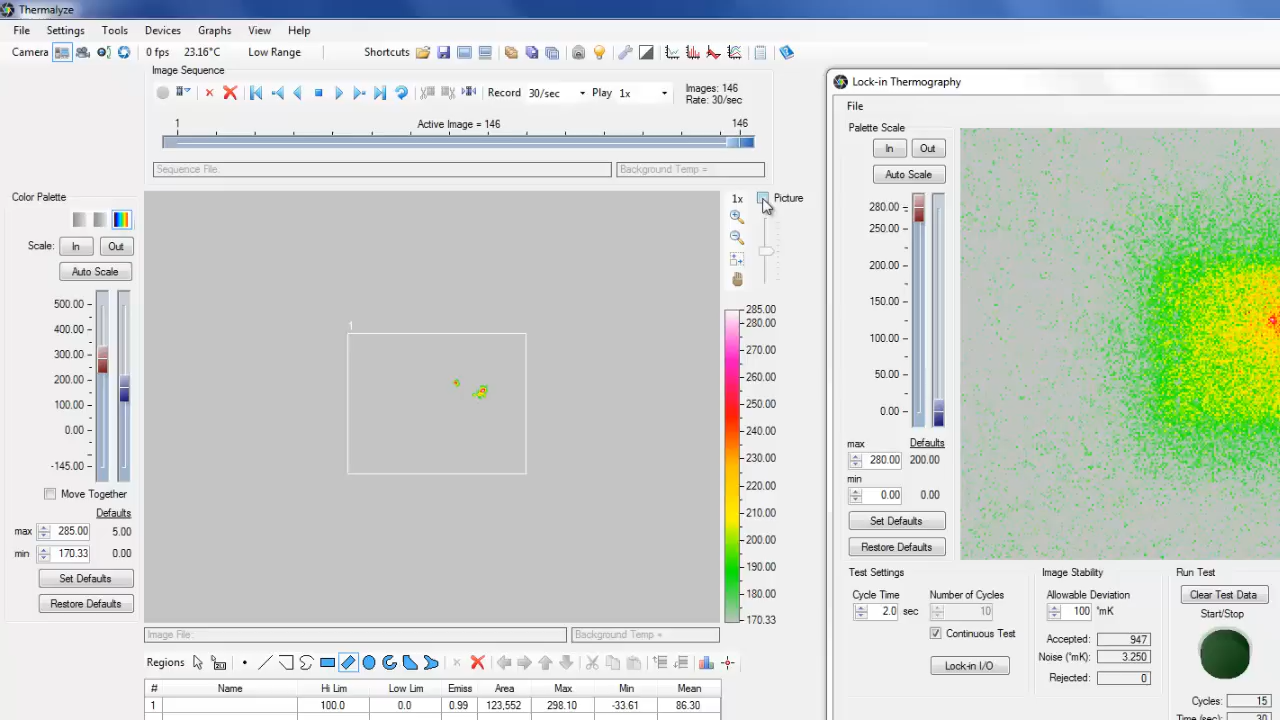 Thermalyze
File Settings Tools Devices Graphs View Help
Camera 0 fps 23.16°C Low Range Shortcuts
Image Sequence
Record 30/sec Play 1x Images: 146
Rate: 30/sec
1 Active Image = 146 146
Sequence File: Background Temp =
Color Palette
Scale: In Out
Auto Scale
500.00
400.00
300.00
200.00
100.00
0.00
-145.00
Move Together
Defaults
max 285.00 5.00
min 170.33 0.00
Set Defaults
Restore Defaults
1x Picture
1
285.00
280.00
270.00
260.00
250.00
240.00
230.00
220.00
210.00
200.00
190.00
180.00
170.33
Image File: Background Temp =
Regions
# Name Hi Lim Low Lim Emiss Area Max Min Mean
1 100.0 0.0 0.99 123,552 298.10 -33.61 86.30
Lock-in Thermography
File
Palette Scale
In Out
Auto Scale
280.00
250.00
200.00
150.00
100.00
50.00
0.00
max Defaults
280.00 200.00
min
0.00 0.00
Set Defaults
Restore Defaults
Test Settings
Cycle Time Number of Cycles
2.0 sec 10
Continuous Test
Lock-in I/O
Image Stability
Allowable Deviation
100 °mK
Accepted: 947
Noise (°mK): 3.250
Rejected: 0
Run Test
Clear Test Data
Start/Stop
Cycles: 15
Time (sec): 30